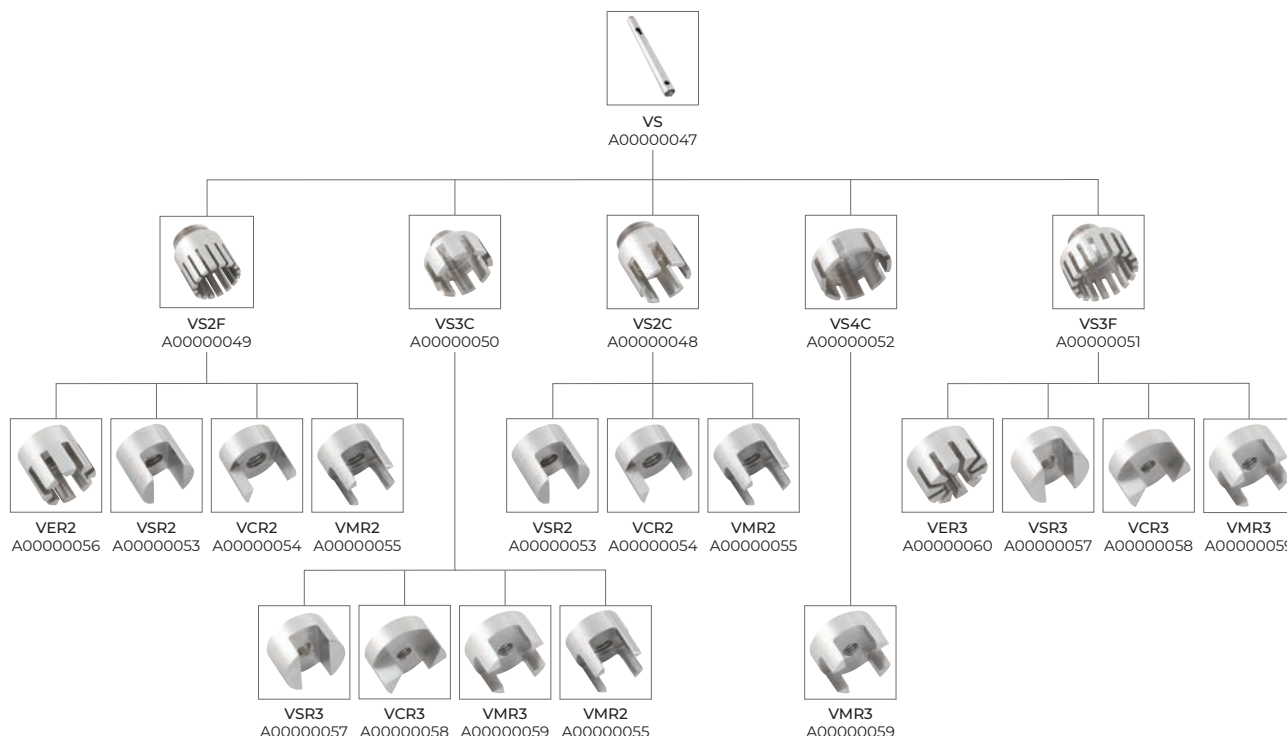 VS
A00000047
VS2F
A00000049
VS3C
A00000050
VS2C
A00000048
VS4C
A00000052
VS3F
A00000051
VER2
A00000056
VSR2
A00000053
VCR2
A00000054
VMR2
A00000055
VSR2
A00000053
VCR2
A00000054
VMR2
A00000055
VER3
A00000060
VSR3
A00000057
VCR3
A00000058
VMR3
A00000059
VSR3
A00000057
VCR3
A00000058
VMR3
A00000059
VMR2
A00000055
VMR3
A00000059